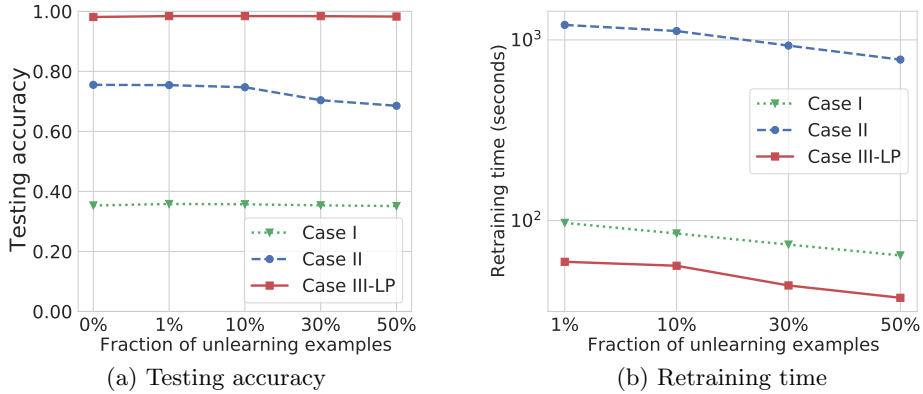 1.00
0.80
0.60
0.40
0.20
0.00
Testing accuracy
Case I
Case II
Case III-LP
0% 1% 10% 30% 50%
Fraction of unlearning examples
(a) Testing accuracy
10³
10²
Retraining time (seconds)
Case I
Case II
Case III-LP
1% 10% 30% 50%
Fraction of unlearning examples
(b) Retraining time